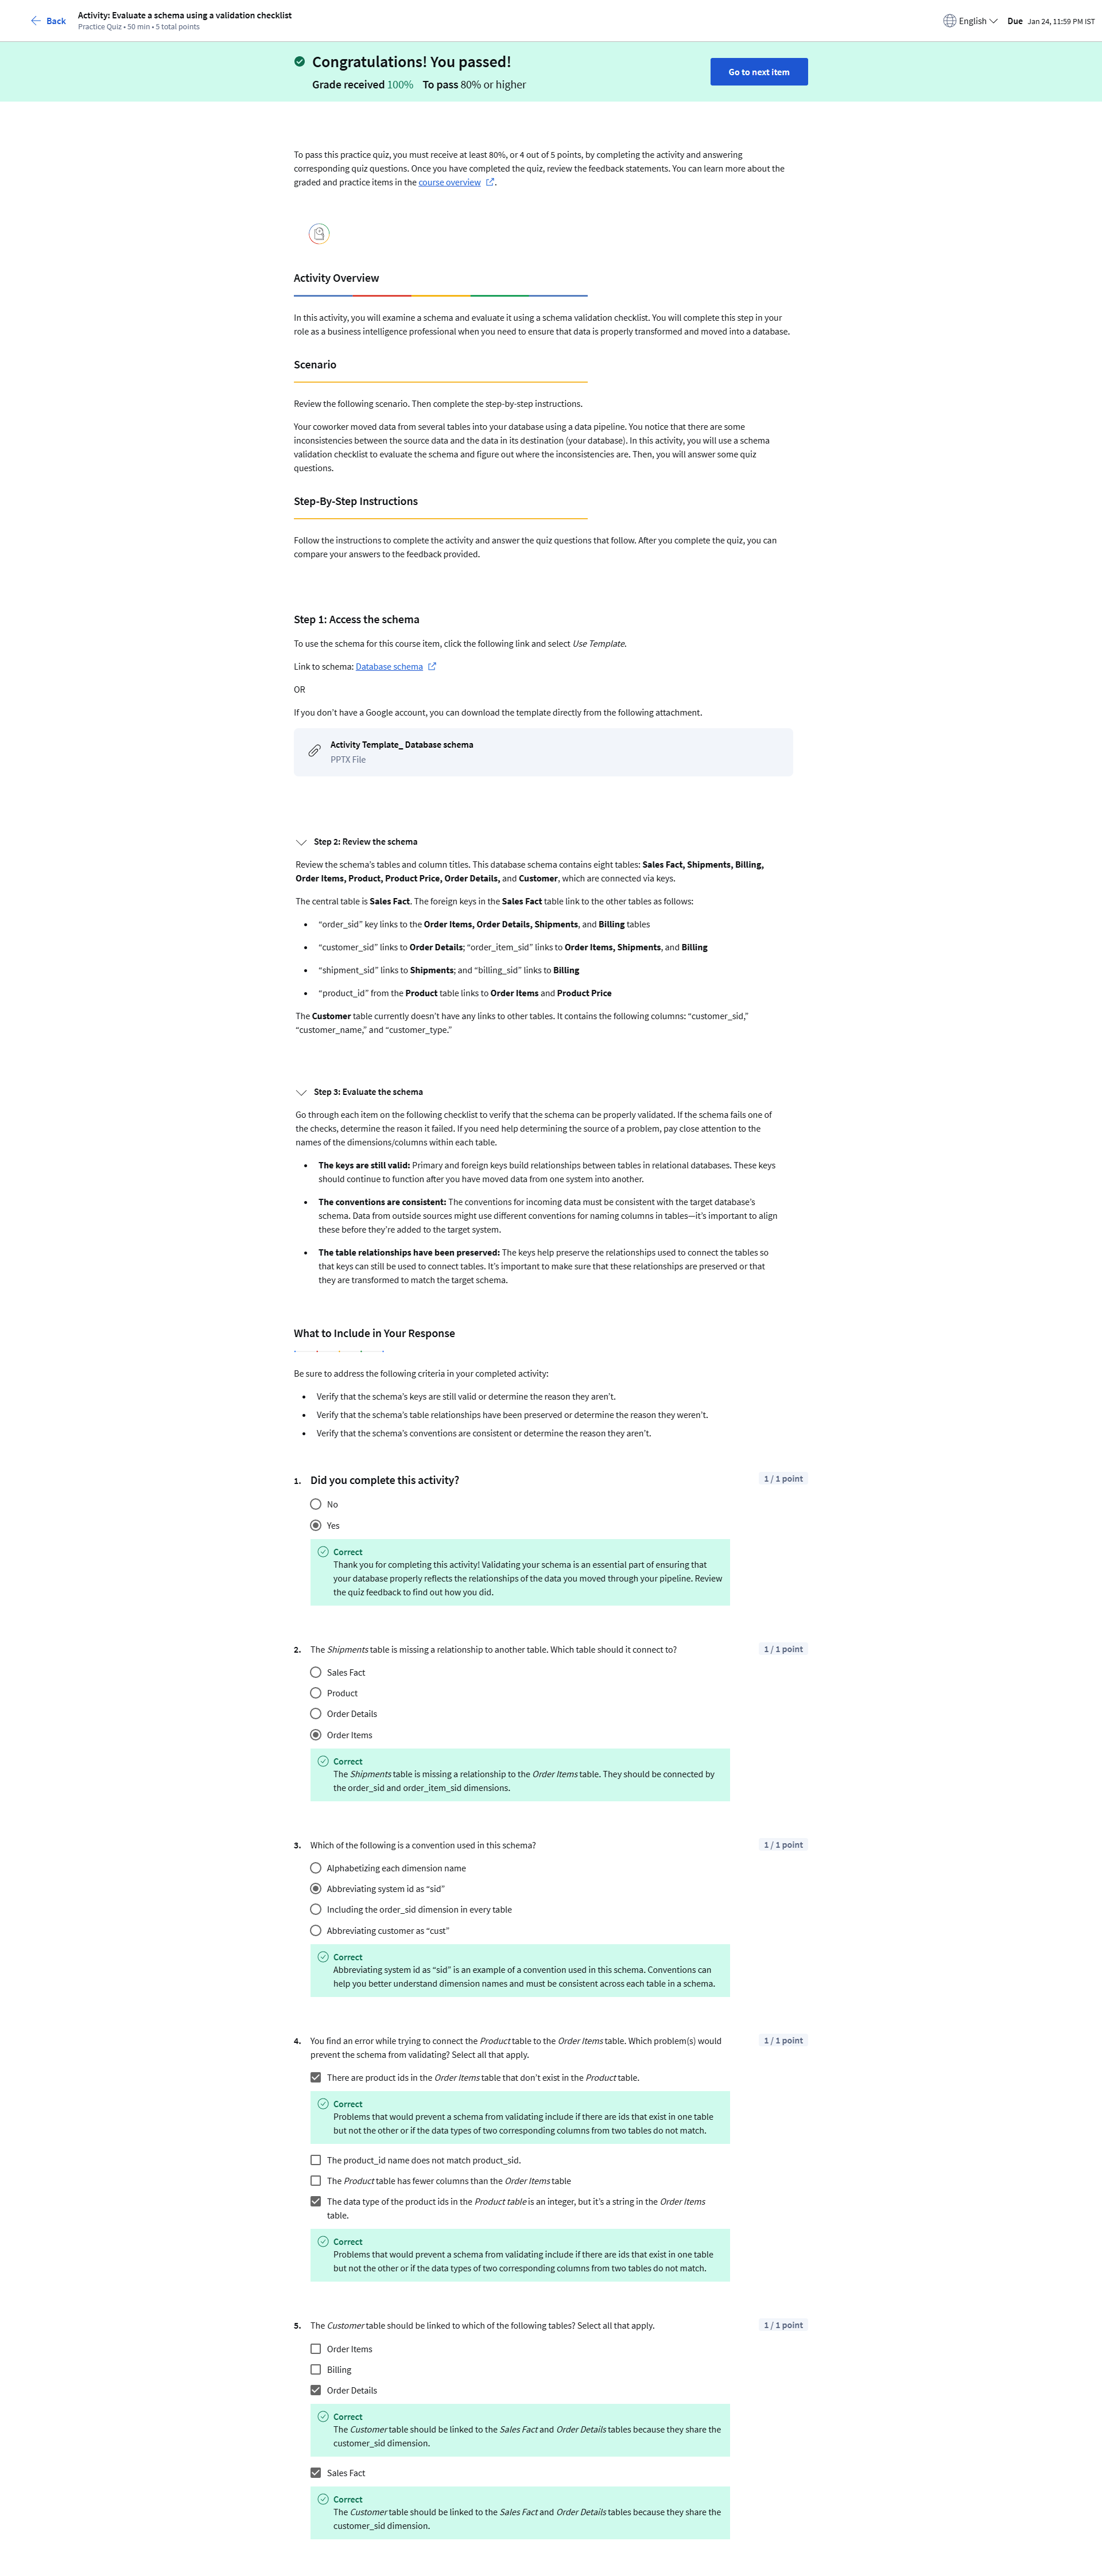 Back
Activity: Evaluate a schema using a validation checklist
Practice Quiz • 50 min • 5 total points
English
Due Jan 24, 11:59 PM IST
Congratulations! You passed!
Grade received 100% To pass 80% or higher
Go to next item
To pass this practice quiz, you must receive at least 80%, or 4 out of 5 points, by completing the activity and answering
corresponding quiz questions. Once you have completed the quiz, review the feedback statements. You can learn more about the
graded and practice items in the course overview.
Activity Overview
In this activity, you will examine a schema and evaluate it using a schema validation checklist. You will complete this step in your
role as a business intelligence professional when you need to ensure that data is properly transformed and moved into a database.
Scenario
Review the following scenario. Then complete the step-by-step instructions.
Your coworker moved data from several tables into your database using a data pipeline. You notice that there are some
inconsistencies between the source data and the data in its destination (your database). In this activity, you will use a schema
validation checklist to evaluate the schema and figure out where the inconsistencies are. Then, you will answer some quiz
questions.
Step-By-Step Instructions
Follow the instructions to complete the activity and answer the quiz questions that follow. After you complete the quiz, you can
compare your answers to the feedback provided.
Step 1: Access the schema
To use the schema for this course item, click the following link and select Use Template.
Link to schema: Database schema
OR
If you don't have a Google account, you can download the template directly from the following attachment.
Activity Template_ Database schema
PPTX File
Step 2: Review the schema
Review the schema's tables and column titles. This database schema contains eight tables: Sales Fact, Shipments, Billing,
Order Items, Product, Product Price, Order Details, and Customer, which are connected via keys.
The central table is Sales Fact. The foreign keys in the Sales Fact table link to the other tables as follows:
• "order_sid" key links to the Order Items, Order Details, Shipments, and Billing tables
• "customer_sid" links to Order Details; "order_item_sid" links to Order Items, Shipments, and Billing
• "shipment_sid" links to Shipments; and "billing_sid" links to Billing
• "product_id" from the Product table links to Order Items and Product Price
The Customer table currently doesn't have any links to other tables. It contains the following columns: "customer_sid,"
"customer_name," and "customer_type."
Step 3: Evaluate the schema
Go through each item on the following checklist to verify that the schema can be properly validated. If the schema fails one of
the checks, determine the reason it failed. If you need help determining the source of a problem, pay close attention to the
names of the dimensions/columns within each table.
• The keys are still valid: Primary and foreign keys build relationships between tables in relational databases. These keys
should continue to function after you have moved data from one system into another.
• The conventions are consistent: The conventions for incoming data must be consistent with the target database's
schema. Data from outside sources might use different conventions for naming columns in tables—it's important to align
these before they're added to the target system.
• The table relationships have been preserved: The keys help preserve the relationships used to connect the tables so
that keys can still be used to connect tables. It's important to make sure that these relationships are preserved or that
they are transformed to match the target schema.
What to Include in Your Response
Be sure to address the following criteria in your completed activity:
• Verify that the schema's keys are still valid or determine the reason they aren't.
• Verify that the schema's table relationships have been preserved or determine the reason they weren't.
• Verify that the schema's conventions are consistent or determine the reason they aren't.
1. Did you complete this activity?
1 / 1 point
No
Yes
Correct
Thank you for completing this activity! Validating your schema is an essential part of ensuring that
your database properly reflects the relationships of the data you moved through your pipeline. Review
the quiz feedback to find out how you did.
2. The Shipments table is missing a relationship to another table. Which table should it connect to?
1 / 1 point
Sales Fact
Product
Order Details
Order Items
Correct
The Shipments table is missing a relationship to the Order Items table. They should be connected by
the order_sid and order_item_sid dimensions.
3. Which of the following is a convention used in this schema?
1 / 1 point
Alphabetizing each dimension name
Abbreviating system id as "sid"
Including the order_sid dimension in every table
Abbreviating customer as "cust"
Correct
Abbreviating system id as "sid" is an example of a convention used in this schema. Conventions can
help you better understand dimension names and must be consistent across each table in a schema.
4. You find an error while trying to connect the Product table to the Order Items table. Which problem(s) would
prevent the schema from validating? Select all that apply.
1 / 1 point
There are product ids in the Order Items table that don't exist in the Product table.
Correct
Problems that would prevent a schema from validating include if there are ids that exist in one table
but not the other or if the data types of two corresponding columns from two tables do not match.
The product_id name does not match product_sid.
The Product table has fewer columns than the Order Items table
The data type of the product ids in the Product table is an integer, but it's a string in the Order Items
table.
Correct
Problems that would prevent a schema from validating include if there are ids that exist in one table
but not the other or if the data types of two corresponding columns from two tables do not match.
5. The Customer table should be linked to which of the following tables? Select all that apply.
1 / 1 point
Order Items
Billing
Order Details
Correct
The Customer table should be linked to the Sales Fact and Order Details tables because they share the
customer_sid dimension.
Sales Fact
Correct
The Customer table should be linked to the Sales Fact and Order Details tables because they share the
customer_sid dimension.